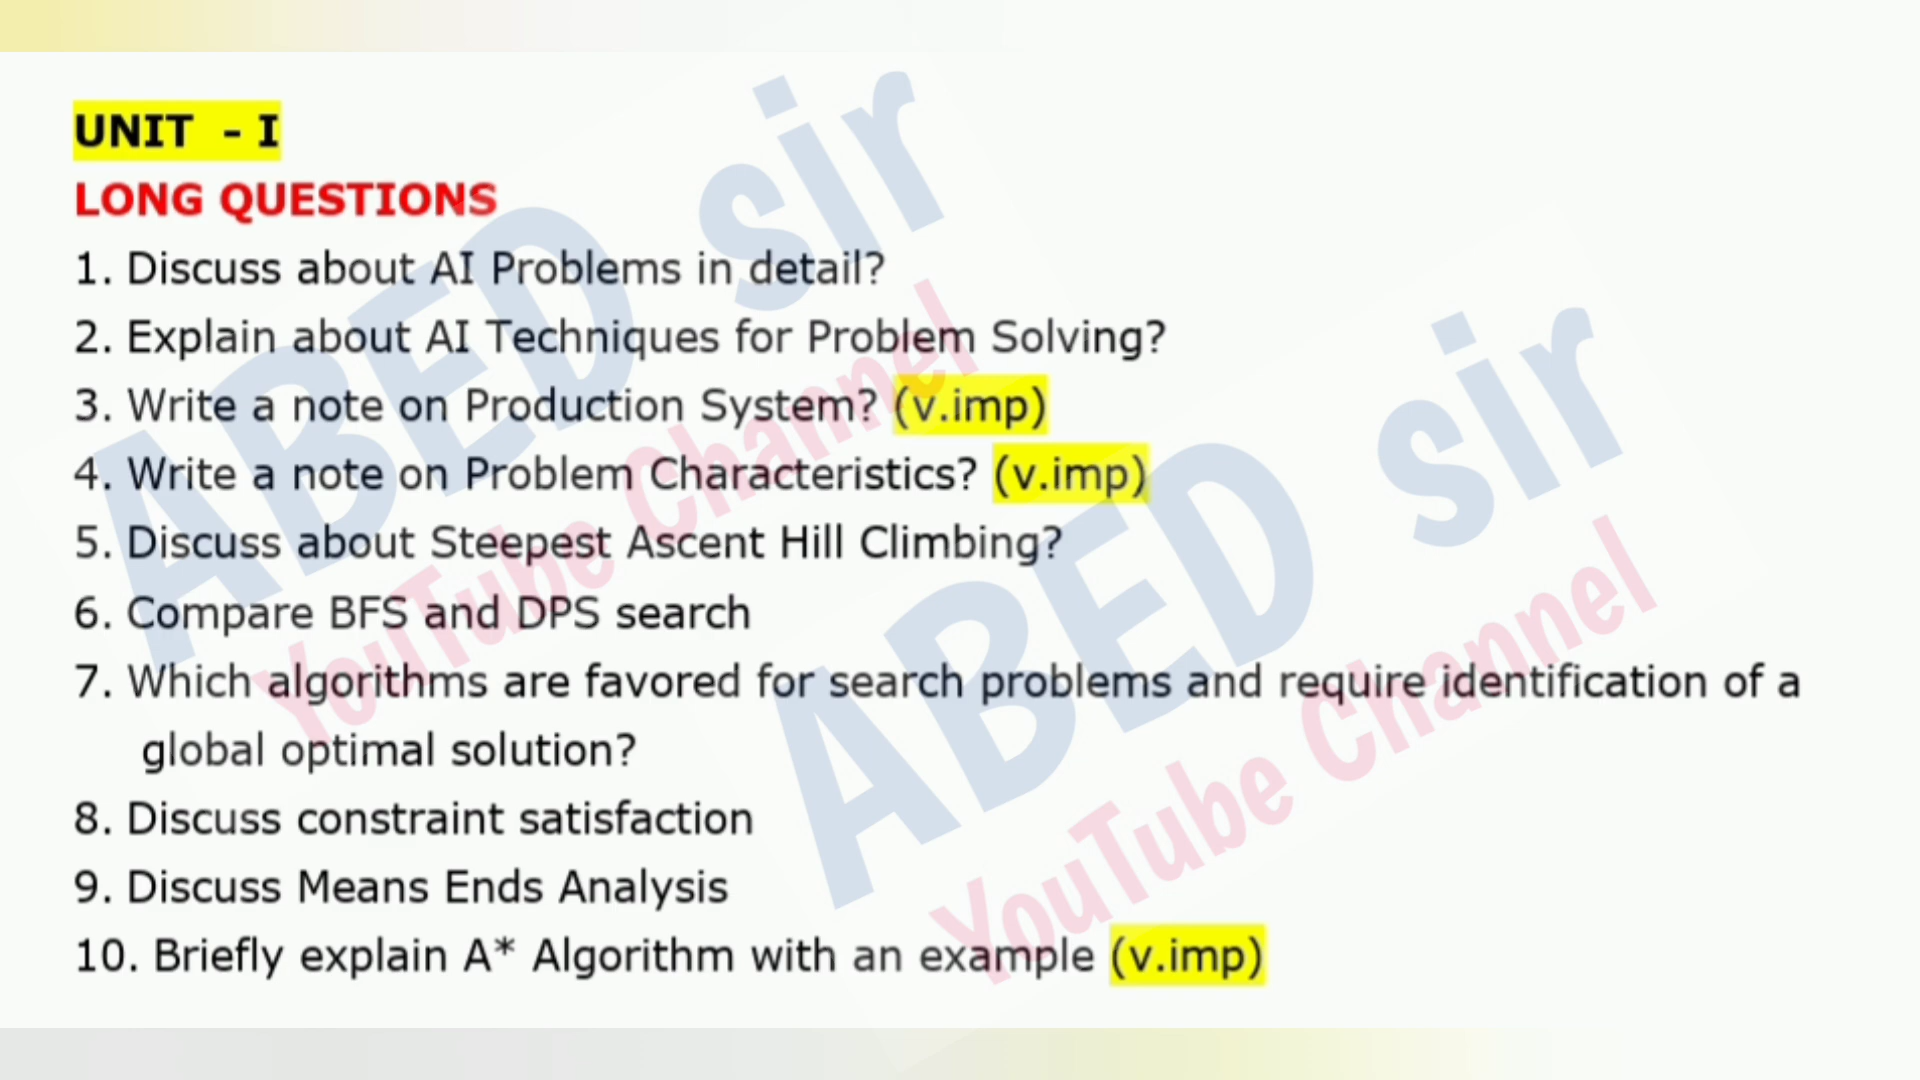 UNIT - I
LONG QUESTIONS
1. Discuss about AI Problems in detail?
2. Explain about AI Techniques for Problem Solving?
3. Write a note on Production System? (v.imp)
4. Write a note on Problem Characteristics? (v.imp)
5. Discuss about Steepest Ascent Hill Climbing?
6. Compare BFS and DPS search
7. Which algorithms are favored for search problems and require identification of a
global optimal solution?
8. Discuss constraint satisfaction
9. Discuss Means Ends Analysis
10. Briefly explain A* Algorithm with an example (v.imp)
ABED sir
YouTube Channel
ABED sir
YouTube Channel